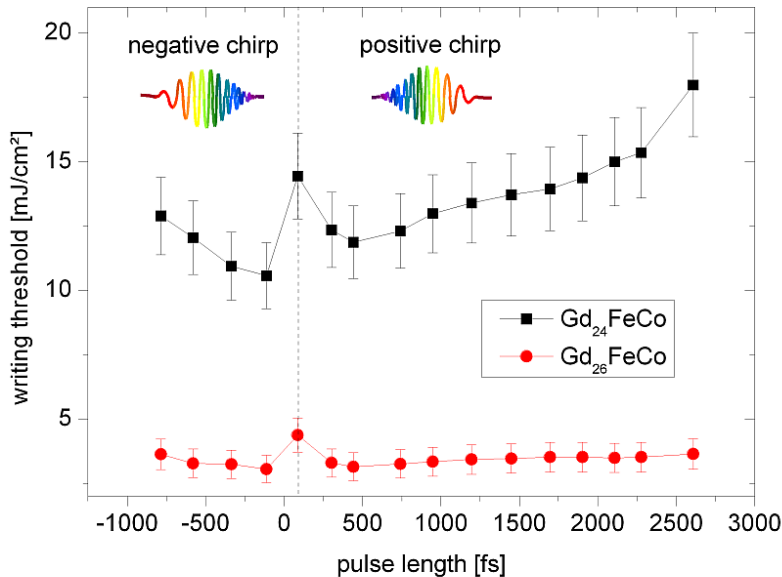 negative chirp
positive chirp
20
15
10
5
writing threshold [mJ/cm²]
Gd₂₄FeCo
Gd₂₆FeCo
-1000 -500 0 500 1000 1500 2000 2500 3000
pulse length [fs]